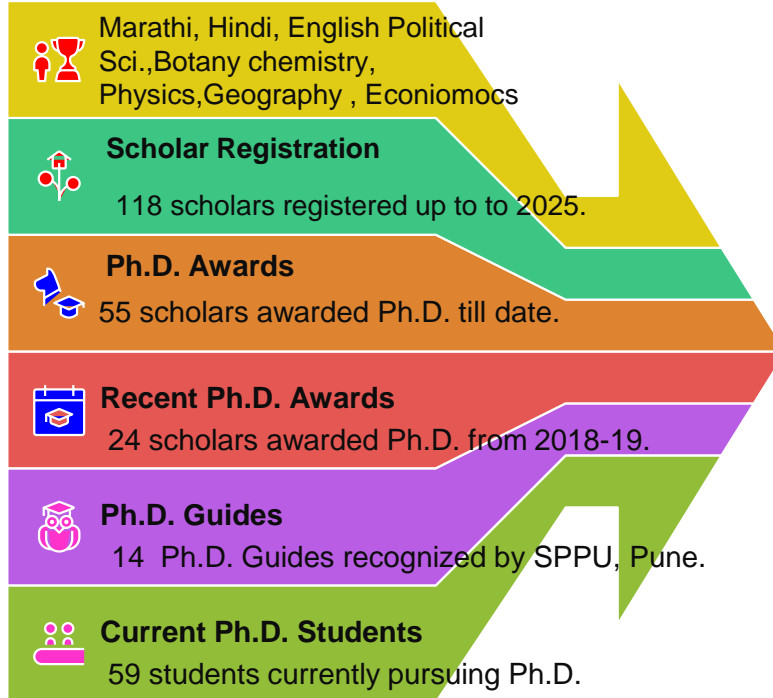 Marathi, Hindi, English Political
Sci.,Botany chemistry,
Physics,Geography , Econiomocs
Scholar Registration
118 scholars registered up to to 2025.
Ph.D. Awards
55 scholars awarded Ph.D. till date.
Recent Ph.D. Awards
24 scholars awarded Ph.D. from 2018-19.
Ph.D. Guides
14 Ph.D. Guides recognized by SPPU, Pune.
Current Ph.D. Students
59 students currently pursuing Ph.D.